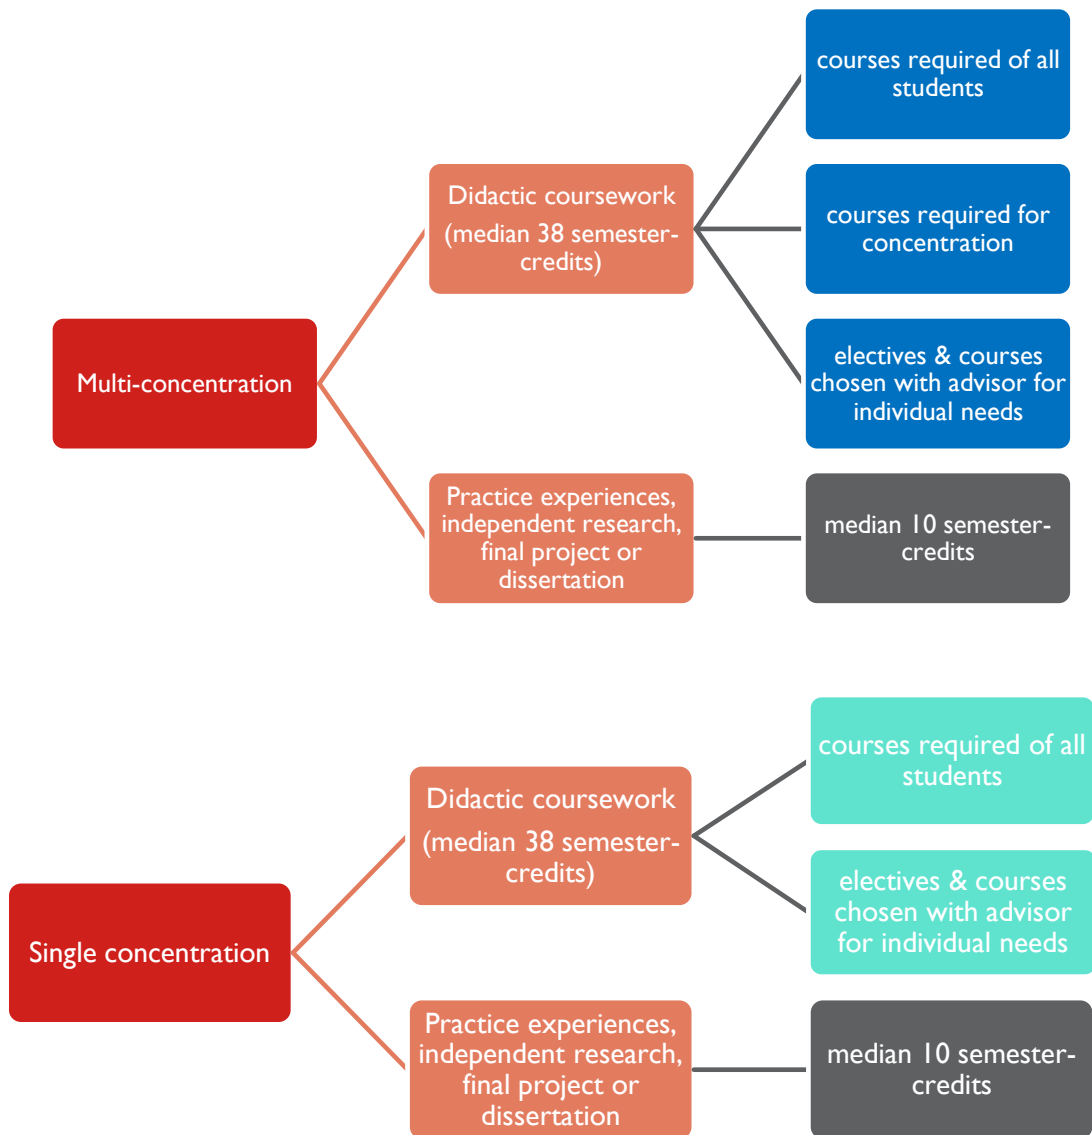 courses required of all
students
Didactic coursework
(median 38 semester-
credits)
courses required for
concentration
Multi-concentration
electives & courses
chosen with advisor for
individual needs
Practice experiences,
independent research,
final project or
dissertation
median 10 semester-
credits
courses required of all
students
Didactic coursework
(median 38 semester-
credits)
electives & courses
chosen with advisor
for individual needs
Single concentration
Practice experiences,
independent research,
final project or
dissertation
median 10 semester-
credits